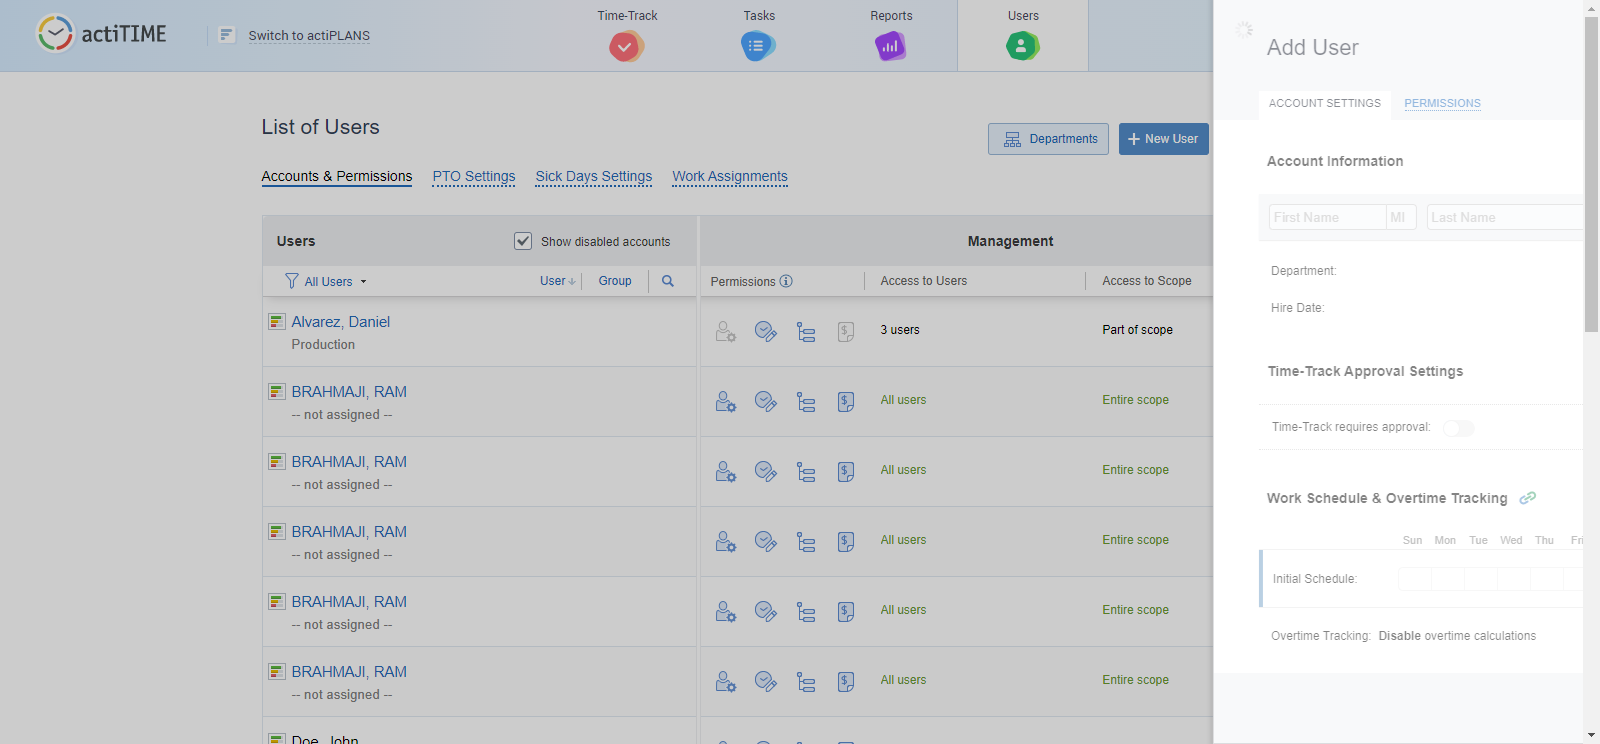 actiTIME
Switch to actiPLANS
Time-Track
Tasks
Reports
Users
List of Users
Departments
New User
Accounts & Permissions
PTO Settings
Sick Days Settings
Work Assignments
Users
Show disabled accounts
Management
All Users
User
Group
Permissions
Access to Users
Access to Scope
Alvarez, Daniel
Production
3 users
Part of scope
BRAHMAJI, RAM
-- not assigned --
All users
Entire scope
BRAHMAJI, RAM
-- not assigned --
All users
Entire scope
BRAHMAJI, RAM
-- not assigned --
All users
Entire scope
BRAHMAJI, RAM
-- not assigned --
All users
Entire scope
BRAHMAJI, RAM
-- not assigned --
All users
Entire scope
Doe, John
Add User
ACCOUNT SETTINGS
PERMISSIONS
Account Information
First Name
MI
Last Name
Department:
Hire Date:
Time-Track Approval Settings
Time-Track requires approval:
Work Schedule & Overtime Tracking
Sun Mon Tue Wed Thu Fri
Initial Schedule:
Overtime Tracking: Disable overtime calculations